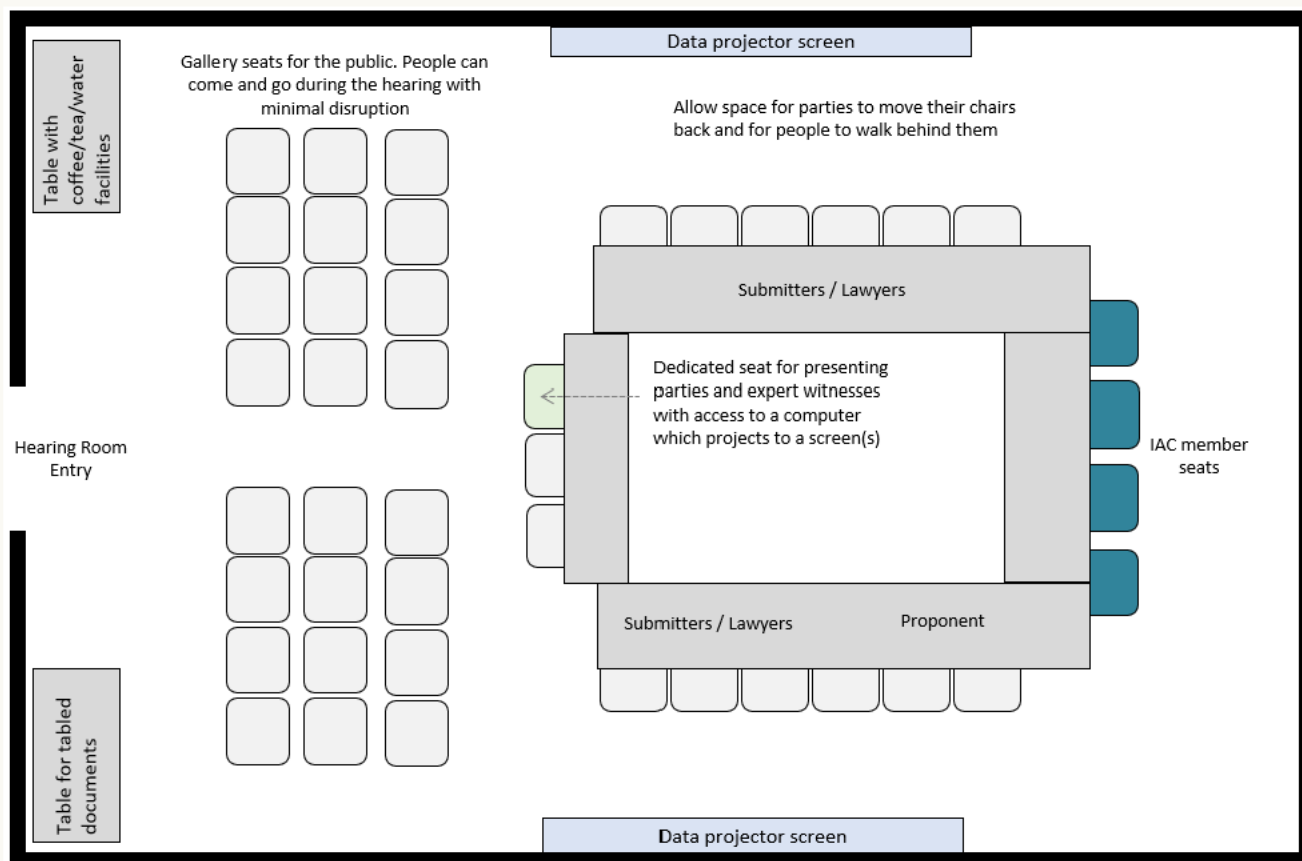 Data projector screen
Gallery seats for the public. People can
come and go during the hearing with
minimal disruption
Table with
coffee/tea/water
facilities
Allow space for parties to move their chairs
back and for people to walk behind them
Submitters / Lawyers
Dedicated seat for presenting
parties and expert witnesses
with access to a computer
which projects to a screen(s)
Hearing Room
Entry
IAC member
seats
Submitters / Lawyers
Proponent
Table for tabled
documents
Data projector screen